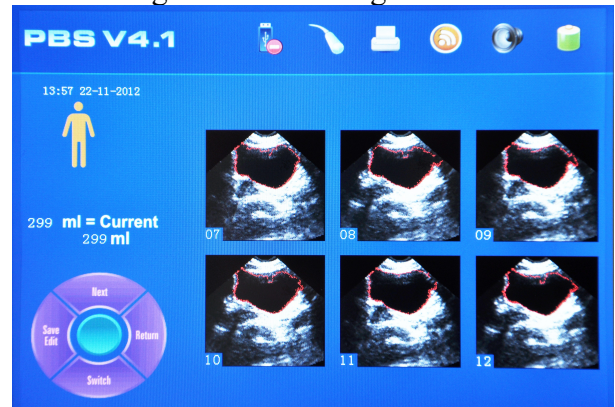 PBS V4.1
13:57 22-11-2012
299 ml = Current
299 ml
Next
Save
Edit
Return
Switch
07
08
09
10
11
12